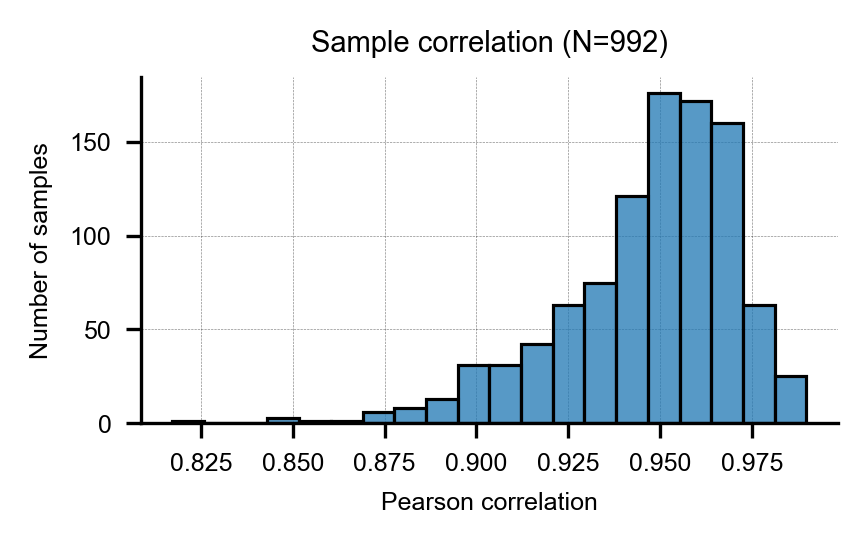 Sample correlation (N=992)
Number of samples
150
100
50
0
0.825 0.850 0.875 0.900 0.925 0.950 0.975
Pearson correlation